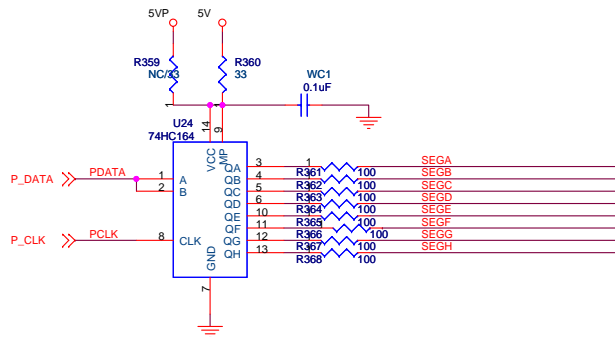 5VP 5V
R359 R360
NC/33 33
WC1
0.1uF
1 1
U24
74HC164
14 9
VCC MP
P_DATA PDATA 1 A QA 3 1 SEGA
R361 100
2 B QB 4 SEGB
R362 100
QC 5 SEGC
R363 100
QD 6 SEGD
R364 100
QE 10 SEGE
R365 100
QF 11 1 SEGF
R366 100
P_CLK PCLK 8 CLK QG 12 SEGG
R367 100
QH 13 SEGH
R368 100
GND
7